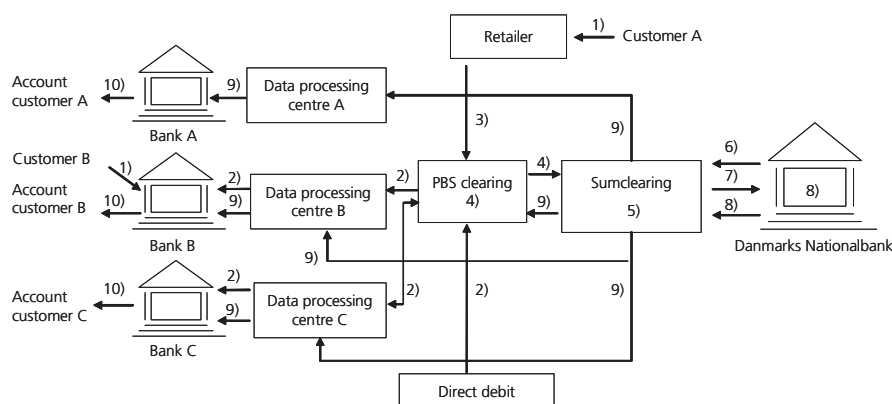 Retailer
1)
Customer A
Account
customer A
10)
Bank A
9)
Data processing
centre A
3)
9)
Customer B
1)
Account
customer B
10)
Bank B
2)
9)
Data processing
centre B
2)
PBS clearing
4)
4)
9)
Sumclearing
5)
6)
7)
8)
8)
Danmarks Nationalbank
9)
Account
customer C
10)
Bank C
2)
9)
Data processing
centre C
2)
2)
9)
Direct debit